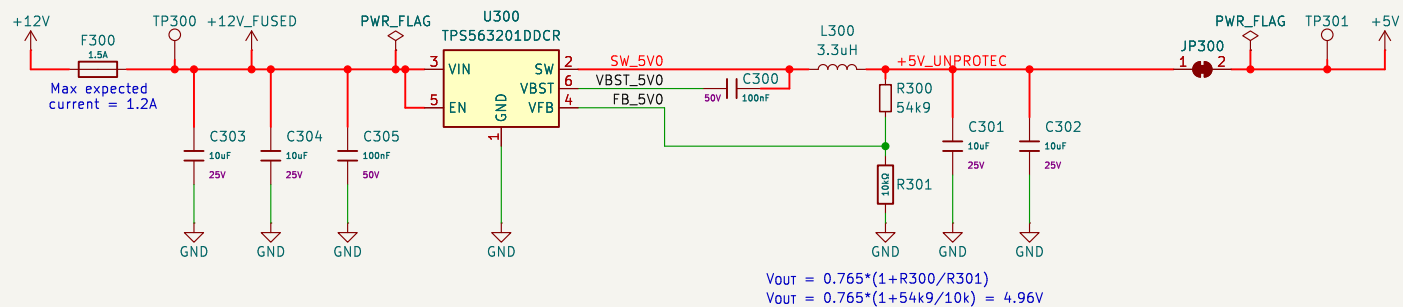 +12V
F300
1.5A
Max expected
current = 1.2A
TP300
+12V_FUSED
PWR_FLAG
U300
TPS563201DDCR
3 VIN
5 EN
GND
1
SW 2
VBST 6
VFB 4
SW_5V0
VBST_5V0
FB_5V0
C300
50V
100nF
L300
3.3uH
+5V_UNPROTEC
R300
54k9
R301
10kΩ
C303
10uF
25V
C304
10uF
25V
C305
100nF
50V
C301
10uF
25V
C302
10uF
25V
JP300
1 2
PWR_FLAG
TP301
+5V
GND
GND
GND
GND
GND
GND
GND
VOUT = 0.765*(1+R300/R301)
VOUT = 0.765*(1+54k9/10k) = 4.96V